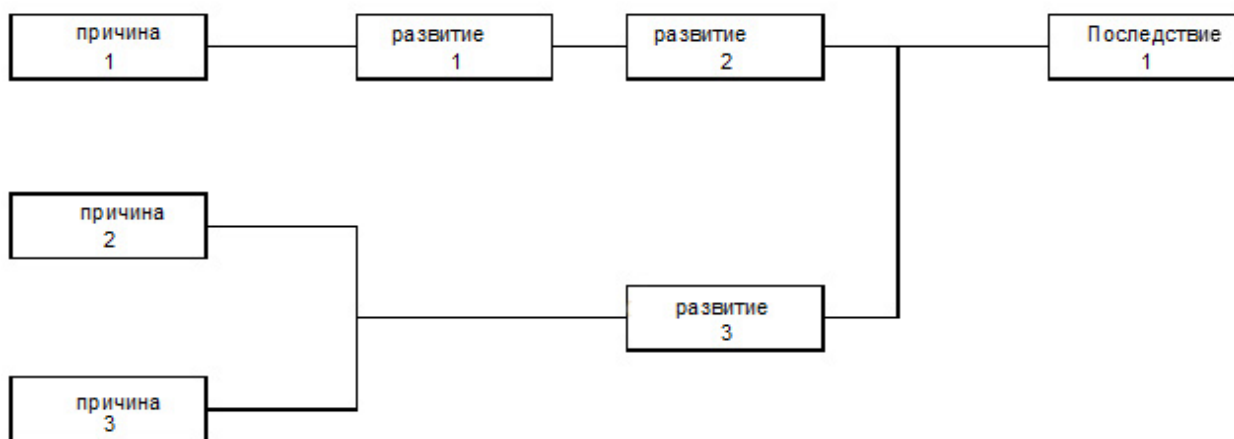 причина
1
развитие
1
развитие
2
Последствие
1
причина
2
развитие
3
причина
3